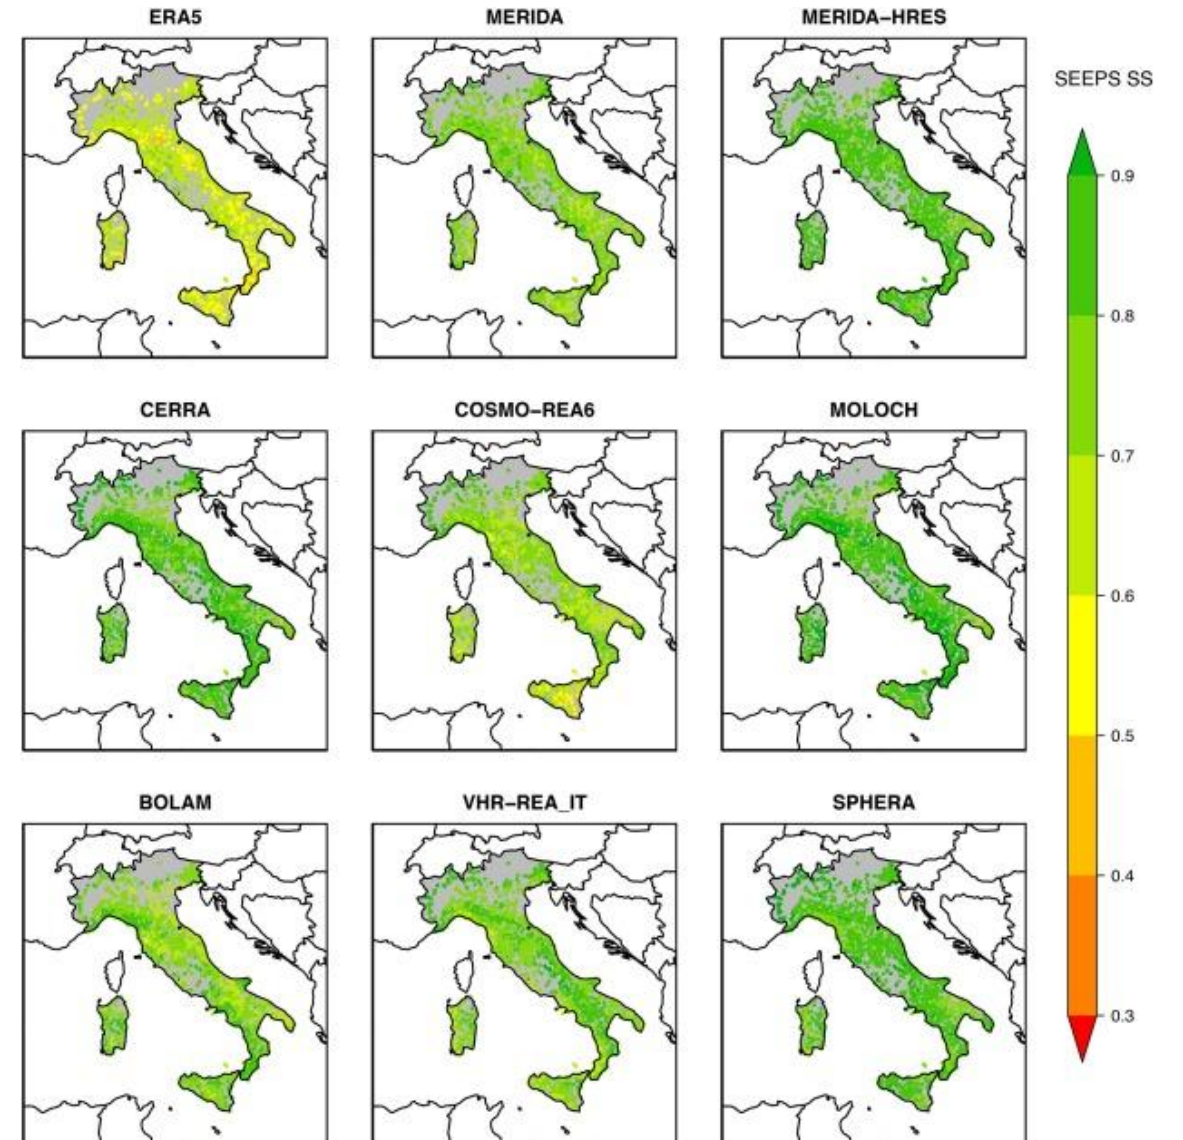 ERA5
MERIDA
MERIDA–HRES
SEEPS SS
0.9
0.8
0.7
0.6
0.5
0.4
0.3
CERRA
COSMO–REA6
MOLOCH
BOLAM
VHR–REA_IT
SPHERA